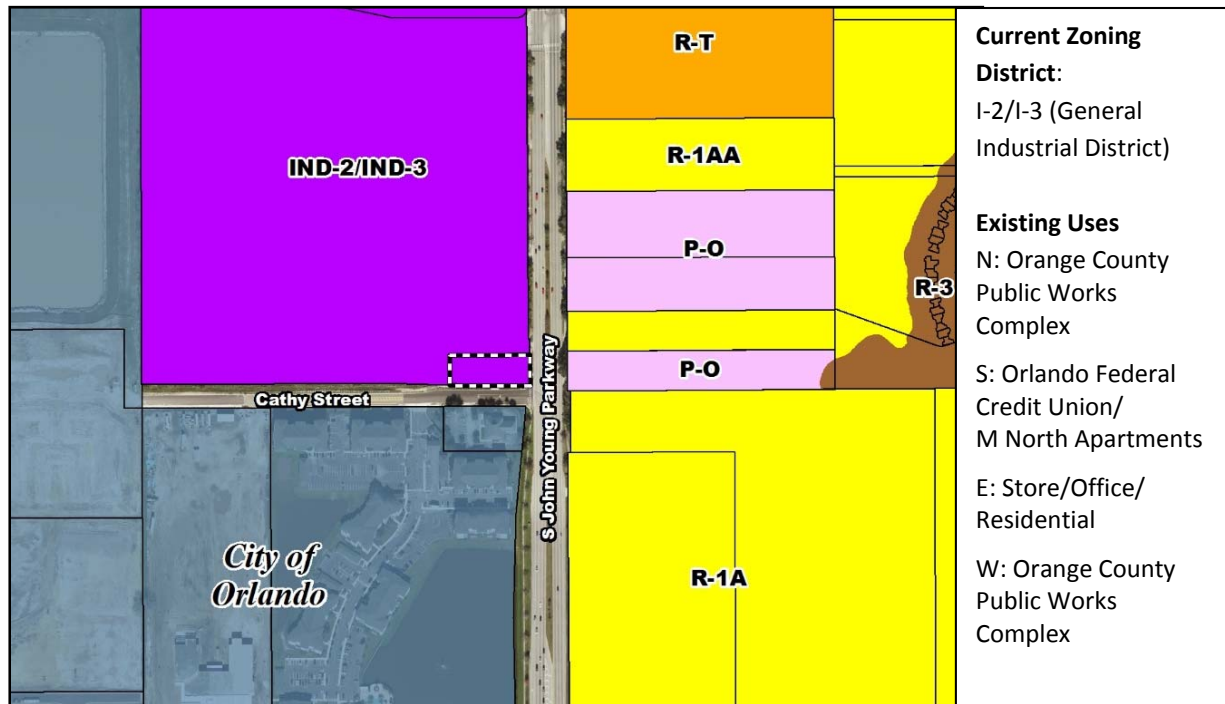 R-T
R-1AA
IND-2/IND-3
P-O
R-3
P-O
Cathy Street
S John Young Parkway
City of
Orlando
R-1A
Current Zoning
District:
I-2/I-3 (General
Industrial District)
Existing Uses
N: Orange County
Public Works
Complex
S: Orlando Federal
Credit Union/
M North Apartments
E: Store/Office/
Residential
W: Orange County
Public Works
Complex